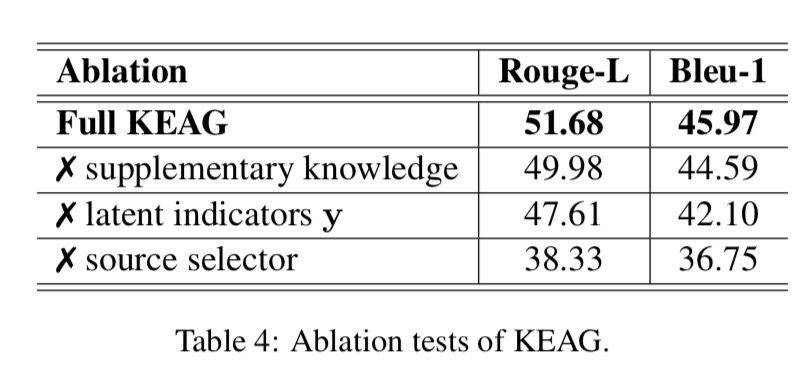 Ablation Rouge-L Bleu-1
Full KEAG 51.68 45.97
✗ supplementary knowledge 49.98 44.59
✗ latent indicators y 47.61 42.10
✗ source selector 38.33 36.75
Table 4: Ablation tests of KEAG.